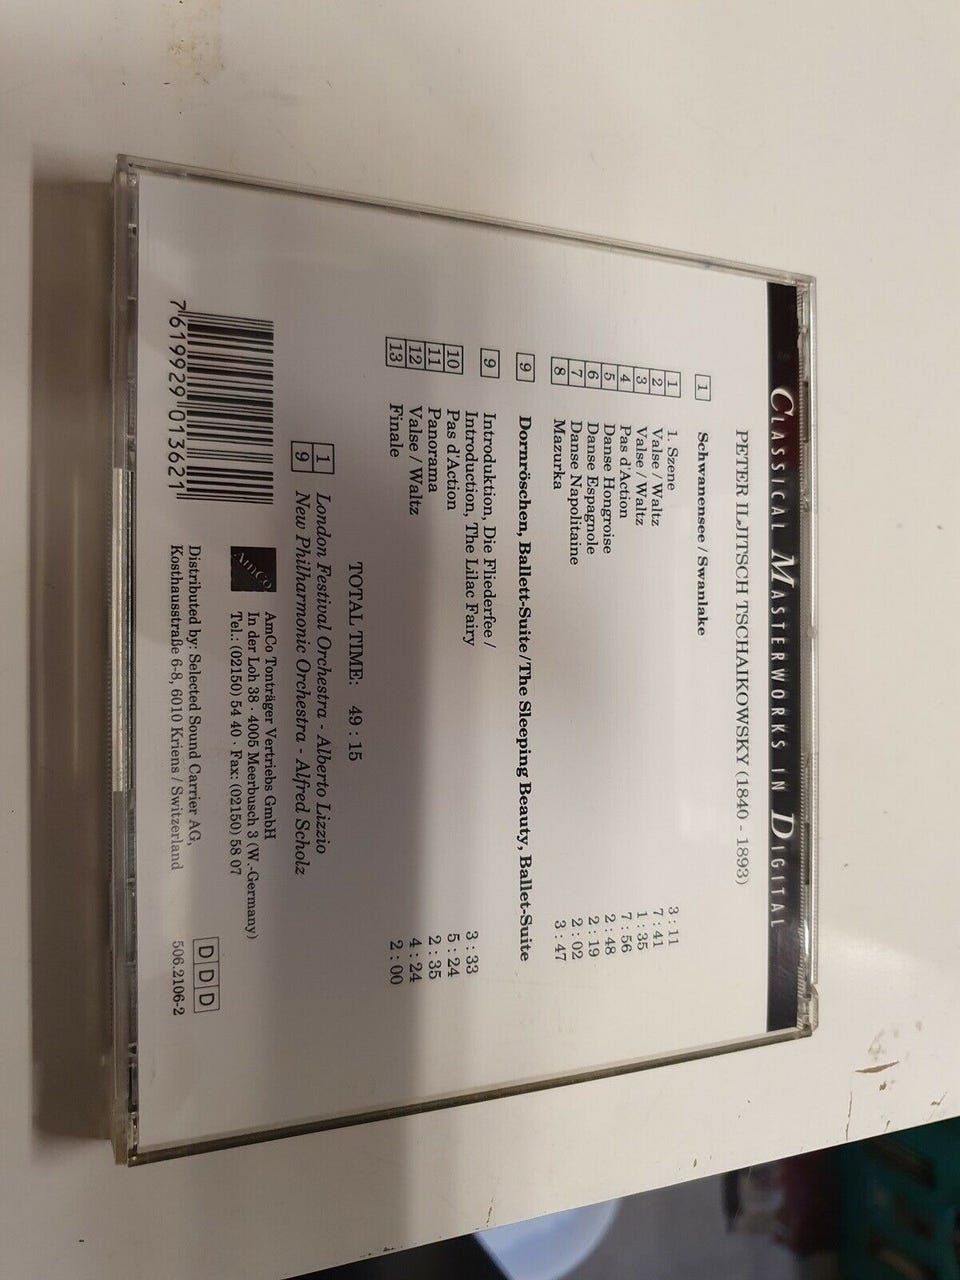 CLASSICAL MASTERWORKS IN DIGITAL
PETER ILJITSCH TSCHAIKOWSKY (1840 - 1893)
1 Schwanensee / Swanlake
1 1. Szene 3 : 11
2 Valse / Waltz 7 : 41
3 Valse / Waltz 1 : 35
4 Pas d'Action 7 : 56
5 Danse Hongroise 2 : 48
6 Danse Espagnole 2 : 19
7 Danse Napolitaine 2 : 02
8 Mazurka 3 : 47
9 Dornröschen, Ballett-Suite/The Sleeping Beauty, Ballet-Suite
9 Introduktion, Die Fliederfee /
Introduction, The Lilac Fairy 3 : 33
10 Pas d'Action 5 : 24
11 Panorama 2 : 35
12 Valse / Waltz 4 : 24
13 Finale 2 : 00
TOTAL TIME: 49 : 15
1 London Festival Orchestra - Alberto Lizzio
9 New Philharmonic Orchestra - Alfred Scholz
AmCo
AmCo Tonträger Vertriebs GmbH
In der Loh 38 · 4005 Meerbusch 3 (W.-Germany)
Tel.: (02150) 54 40 · Fax: (02150) 58 07
DDD
Distributed by: Selected Sound Carrier AG,
Kosthausstraße 6-8, 6010 Kriens / Switzerland
506.2106-2
7 619929 013621